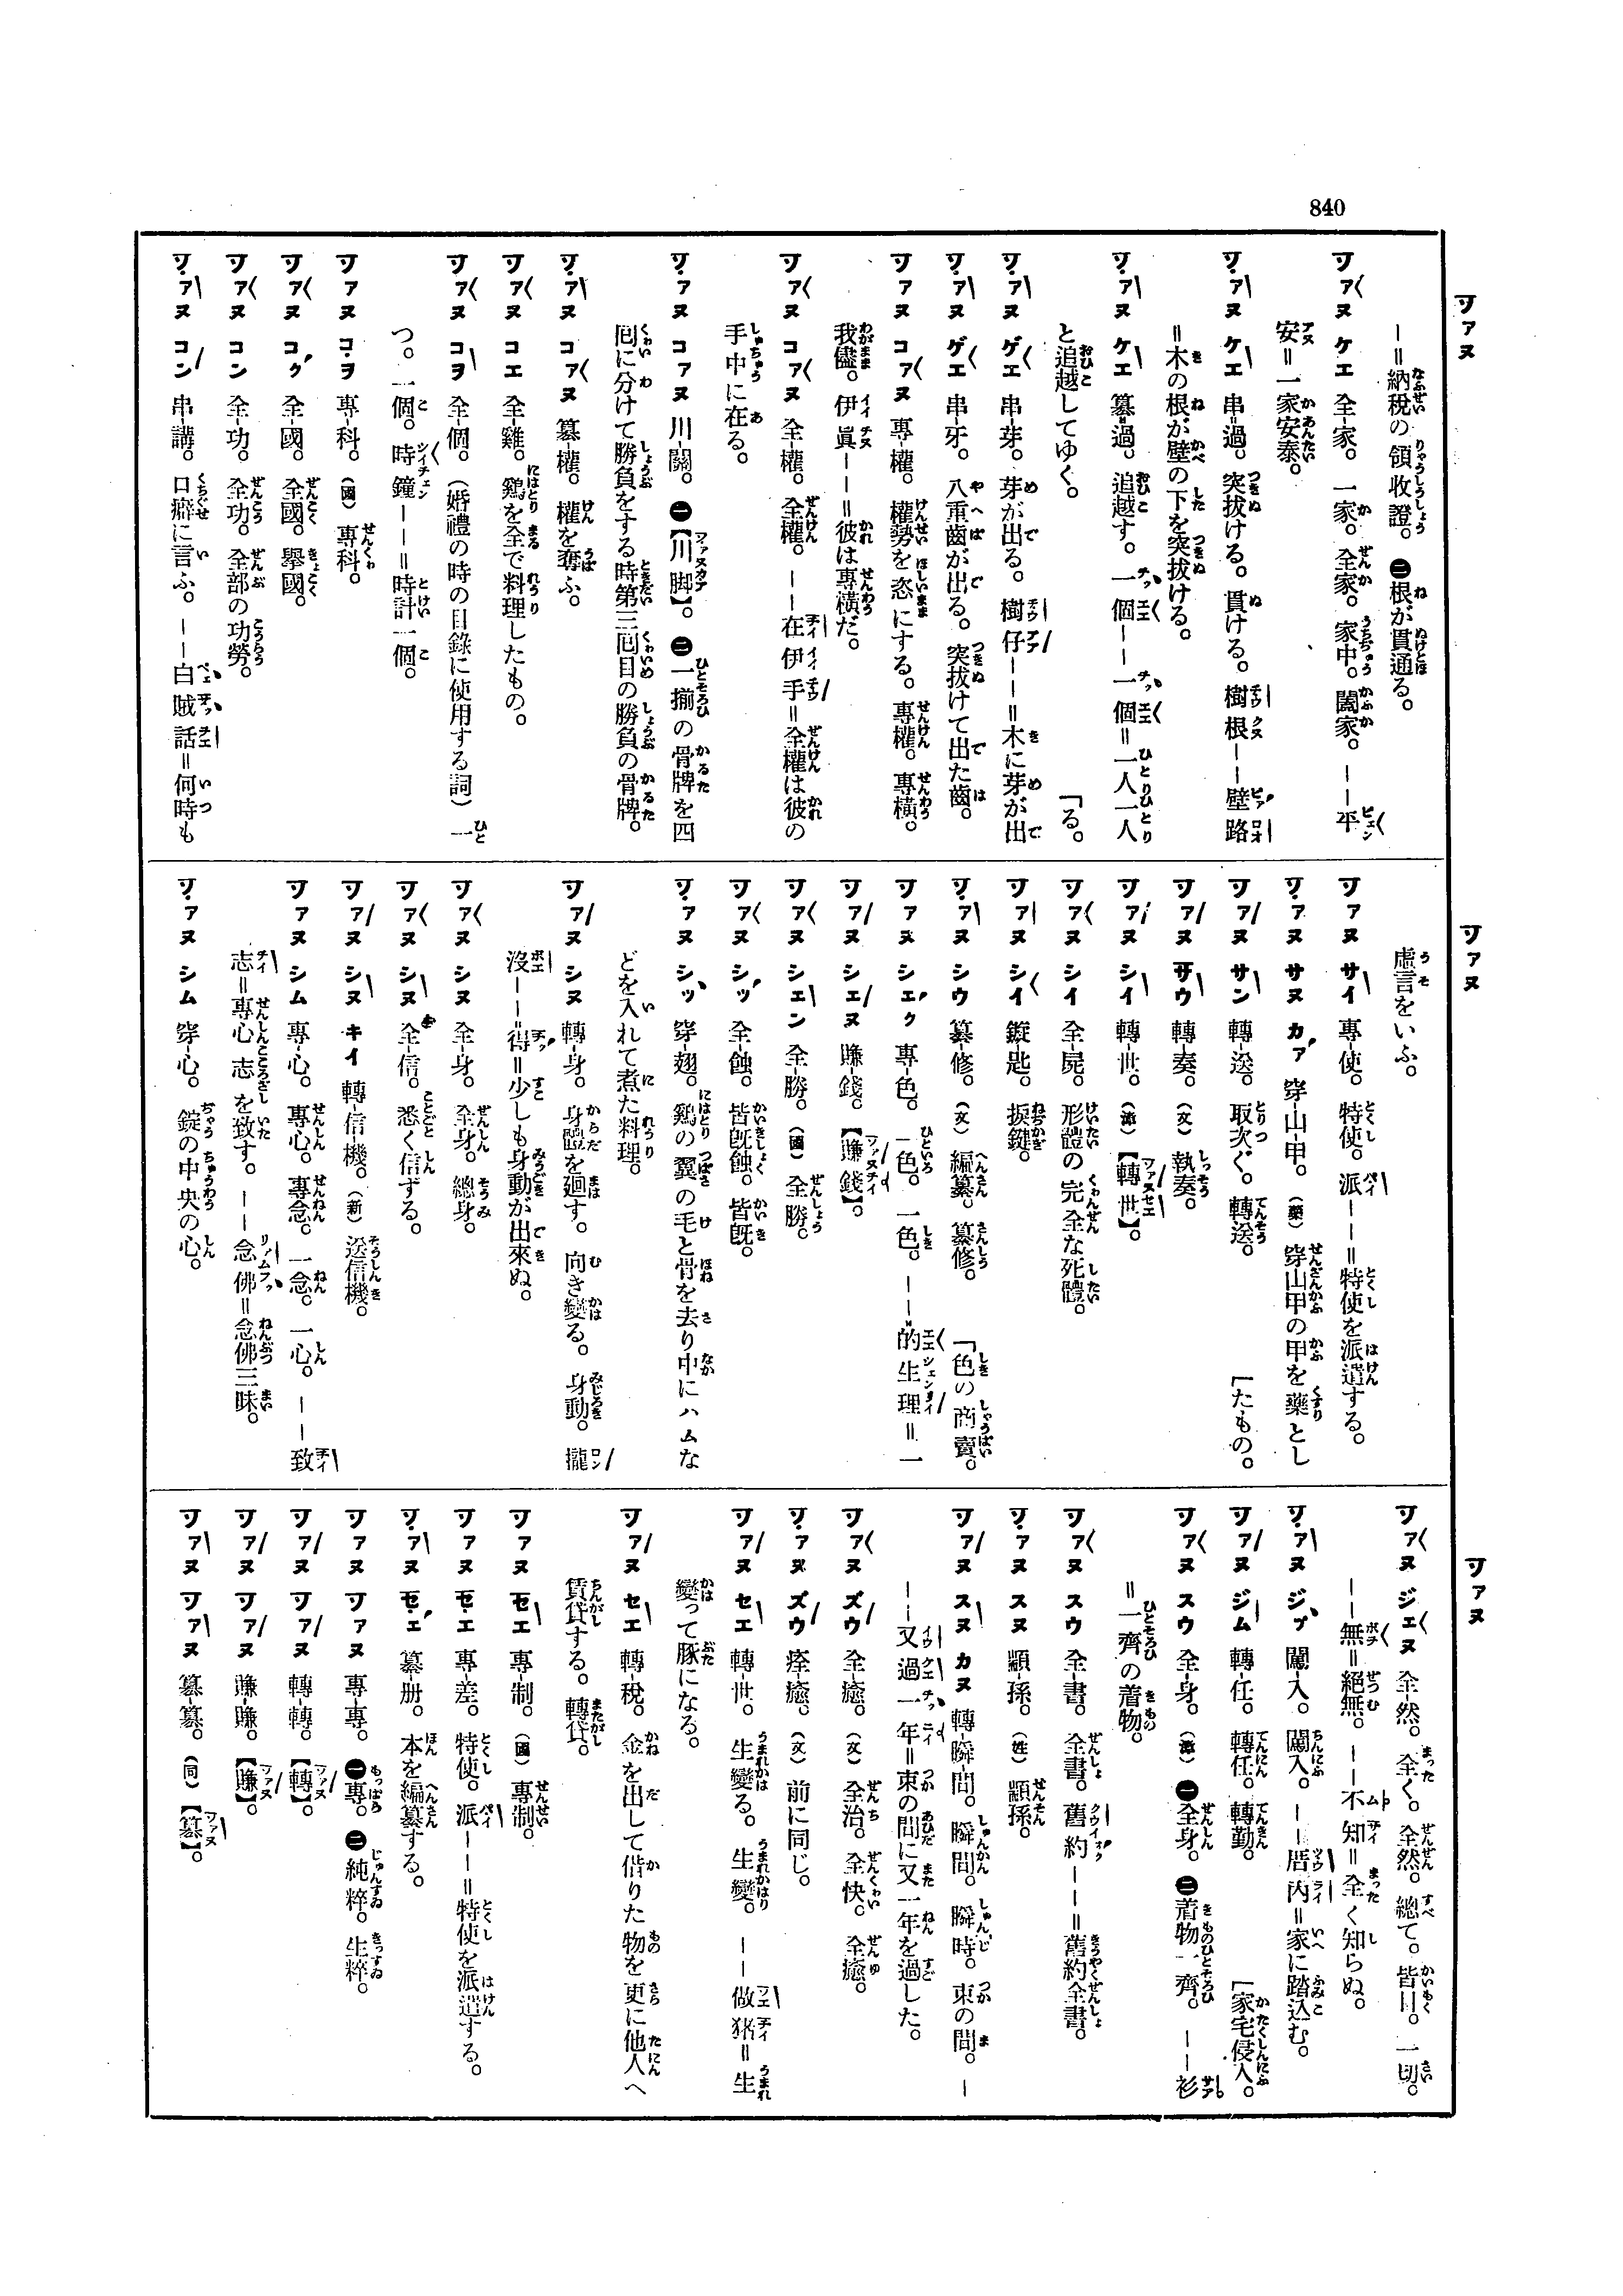 840
ツァヌ
ー=納稅の領收證。㊁根が貫通る。
ツァヌ ケエ 全-家。一家。全家。家中。闔家。——平
安=一家安泰。
ツ̣ァヌ ケエ 串=過。突拔ける。貫ける。樹根——壁路
=木の根が壁の下を突拔ける。
ツ̣ァヌ ケエ 簒=過。追越す。一個——一個=一人一人
と追越してゆく。 「る。
ツ̣ァヌ ゲエ 串-芽。芽が出る。樹仔——=木に芽が出
ツ̣ァヌ ゲエ 串-牙。八重齒が出る。突拔けて出た齒。
ツァヌ コァヌ 專-權。權勢を恣にする。專權。專橫。
我儘。伊眞——=彼は專橫だ。
ツァヌ コァヌ 全-權。全權。——在伊手=全權は彼の
手中に在る。
ツ̣ァヌ コァヌ 川-關。㊀【川脚】。㊁一揃の骨牌を四
囘に分けて勝負をする時第三囘目の勝負の骨牌。
ツ̣ァヌ コァヌ 簒-權。權を奪ふ。
ツァヌ コエ 全-雞。鷄を全で料理したもの。
ツァヌ コヲ 全-個。(婚禮の時の目錄に使用する詞)一
つ。一個。時鐘——=時計一個。
ツァヌ コ・ヲ 專-科。(國)專科。
ツァヌ コク 全-國。全國。擧國。
ツァヌ コン 全-功。全功。全部の功勞。
ツ̣ァヌ コン 串-講。口癖に言ふ。——白賊話=何時も
ツァヌ
虛言をいふ。
ツァヌ サイ 專-使。特使。派——=特使を派遣する。
ツ̣ァヌ サヌ カァ 穿-山-甲。(藥)穿山甲の甲を藥とし
ツァヌ サン 轉-送。取次ぐ。轉送。 「たもの。
ツァヌ サウ 轉-奏。(文)執奏。
ツァヌ シイ 轉-世。【轉世】。
ツァヌ シイ 全-屍。形體の完全な死體。
ツァヌ シイ 鏇-匙。捩鍵。
ツ̣ァヌ シウ 簒-修。(文)編纂。纂修。 「色の商賣。
ツァヌ シェク 專-色。一色。一色。——的生理=一
ツァヌ シェヌ 賺-錢。【賺錢】。
ツァヌ シェン 全-勝。(國)全勝。
ツァヌ シッ 全-蝕。皆旣蝕。皆旣。
ツ̣ァヌ シッ 穿-翅。鷄の翼の毛と骨を去り中にハムな
どを入れて煮た料理。
ツァヌ シヌ 轉-身。身體を廻す。向き變る。身動。攏
沒——=得=少しも身動が出來ぬ。
ツァヌ シヌ 全-身。全身。總身。
ツァヌ シヌ 全-信。悉く信ずる。
ツァヌ シヌ キイ 轉-信-機。(新)送信機。
ツァヌ シム 專-心。專心。專念。一念。一心。——致
志=專心志を致す。——念佛=念佛三昧。
ツ̣ァヌ シム 穿-心。錠の中央の心。
ツァヌ
ツァヌ ジェヌ 全-然。全く。全然。總て。皆目。一切。
——無=絕無。——不知=全く知らぬ。
ツ̣ァヌ ジプ 闖-入。闖入。——厝內=家に踏込む。
ツァヌ ジム 轉-任。轉任。轉勤。 「家宅侵入。
ツァヌ スウ 全-身。㊀全身。㊁着物一齊。——衫
=一齊の着物。
ツァヌ スウ 全-書。全書。舊約——=舊約全書。
ツ̣ァヌ スヌ 顓-孫。(姓)顓孫。
ツァヌ スヌ カヌ 轉-瞬-間。瞬間。瞬時。束の間。—
——又過一年=束の間に又一年を過した。
ツァヌ ズウ 全-癒。(文)全治。全快。全癒。
ツ̣ァヌ ズウ 痊-癒。(文)前に同じ。
ツァヌ セエ 轉-世。生變る。生變。——做猪=生
變って豚になる。
ツァヌ セエ 轉-稅。金を出して借りた物を更に他人へ
賃貸する。轉貸。
ツァヌ セエ 專-制。(國)專制。
ツァヌ セ・エ 專-差。特使。派——=特使を派遣する。
ツ̣ァヌ セ・エ 纂-册。本を編纂する。
ツァヌ ツァヌ 專-專。㊀專。㊁純粹。生粹。
ツァヌ ツァヌ 轉-轉。【轉】。
ツァヌ ツァヌ 賺-賺。【賺】。
ツ̣ァヌ ツ̣ァヌ 簒-簒。(同)【簒】。